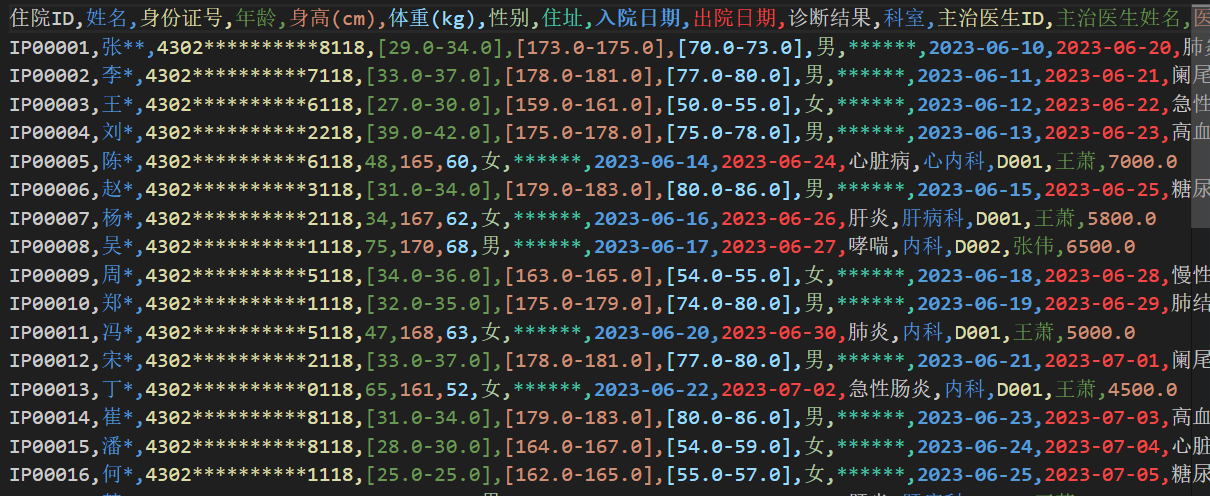 住院ID,姓名,身份证号,年龄,身高(cm),体重(kg),性别,住址,入院日期,出院日期,诊断结果,科室,主治医生ID,主治医生姓名,医
IP00001,张**,4302**********8118,[29.0-34.0],[173.0-175.0],[70.0-73.0],男,******,2023-06-10,2023-06-20,肺炎
IP00002,李*,4302**********7118,[33.0-37.0],[178.0-181.0],[77.0-80.0],男,******,2023-06-11,2023-06-21,阑尾
IP00003,王*,4302**********6118,[27.0-30.0],[159.0-161.0],[50.0-55.0],女,******,2023-06-12,2023-06-22,急性
IP00004,刘*,4302**********2218,[39.0-42.0],[175.0-178.0],[75.0-78.0],男,******,2023-06-13,2023-06-23,高血
IP00005,陈*,4302**********6118,48,165,60,女,******,2023-06-14,2023-06-24,心脏病,心内科,D001,王萧,7000.0
IP00006,赵*,4302**********3118,[31.0-34.0],[179.0-183.0],[80.0-86.0],男,******,2023-06-15,2023-06-25,糖尿
IP00007,杨*,4302**********2118,34,167,62,女,******,2023-06-16,2023-06-26,肝炎,肝病科,D001,王萧,5800.0
IP00008,吴*,4302**********1118,75,170,68,男,******,2023-06-17,2023-06-27,哮喘,内科,D002,张伟,6500.0
IP00009,周*,4302**********5118,[34.0-36.0],[163.0-165.0],[54.0-55.0],女,******,2023-06-18,2023-06-28,慢性
IP00010,郑*,4302**********1118,[32.0-35.0],[175.0-179.0],[74.0-80.0],男,******,2023-06-19,2023-06-29,肺结
IP00011,冯*,4302**********5118,47,168,63,女,******,2023-06-20,2023-06-30,肺炎,内科,D001,王萧,5000.0
IP00012,宋*,4302**********2118,[33.0-37.0],[178.0-181.0],[77.0-80.0],男,******,2023-06-21,2023-07-01,阑尾
IP00013,丁*,4302**********0118,65,161,52,女,******,2023-06-22,2023-07-02,急性肠炎,内科,D001,王萧,4500.0
IP00014,崔*,4302**********8118,[31.0-34.0],[179.0-183.0],[80.0-86.0],男,******,2023-06-23,2023-07-03,高血
IP00015,潘*,4302**********8118,[28.0-30.0],[164.0-167.0],[54.0-59.0],女,******,2023-06-24,2023-07-04,心脏
IP00016,何*,4302**********1118,[25.0-25.0],[162.0-165.0],[55.0-57.0],女,******,2023-06-25,2023-07-05,糖尿